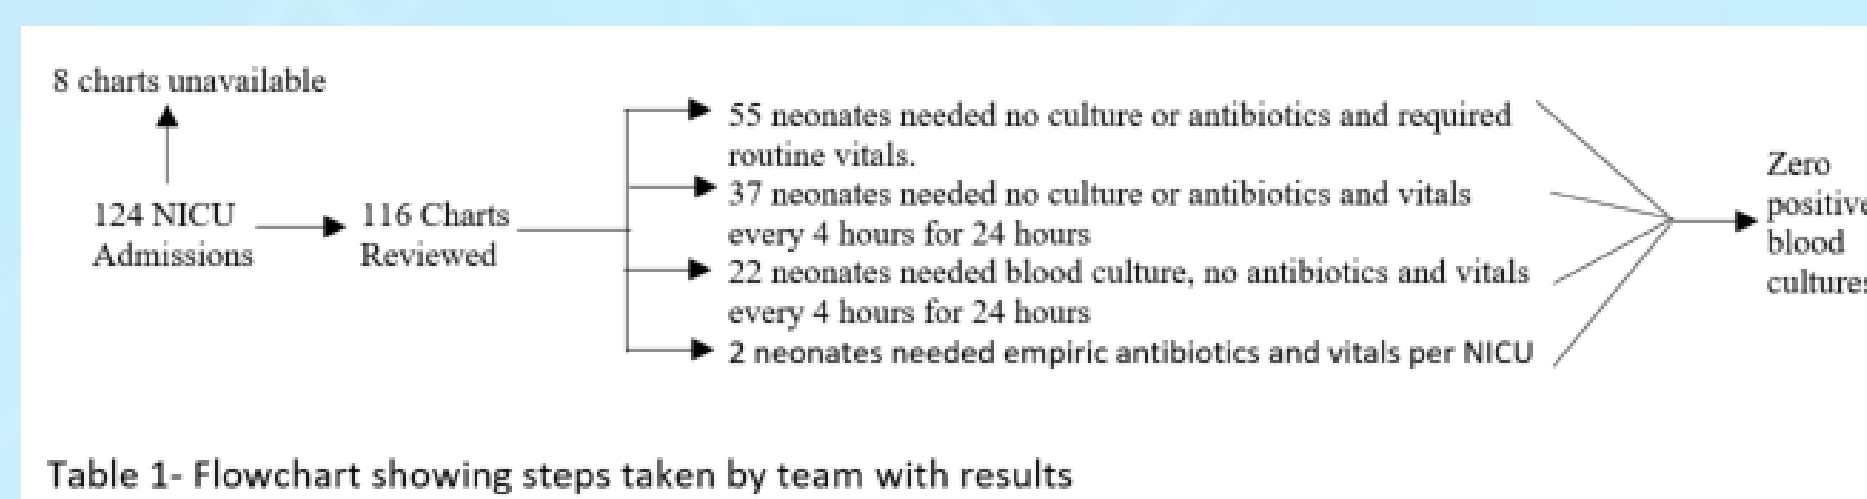 8 charts unavailable
124 NICU
Admissions
116 Charts
Reviewed
55 neonates needed no culture or antibiotics and required
routine vitals.
37 neonates needed no culture or antibiotics and vitals
every 4 hours for 24 hours
22 neonates needed blood culture, no antibiotics and vitals
every 4 hours for 24 hours
2 neonates needed empiric antibiotics and vitals per NICU
Zero
positive
blood
cultures
Table 1- Flowchart showing steps taken by team with results